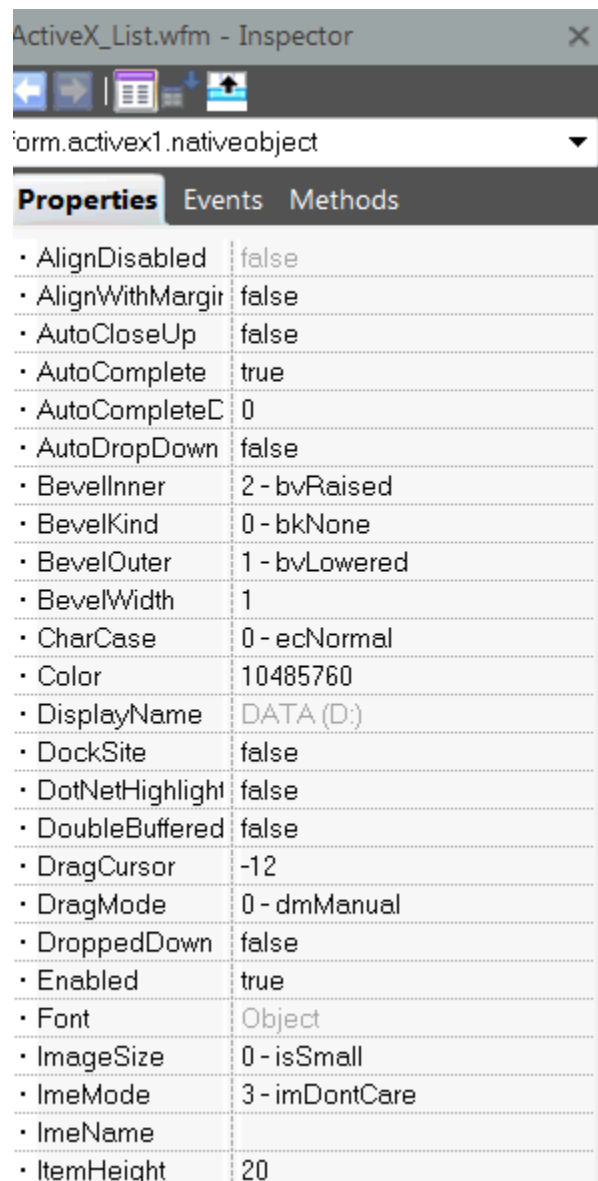 ActiveX_List.wfm - Inspector
form.activex1.nativeobject
Properties Events Methods
AlignDisabled false
AlignWithMargin false
AutoCloseUp false
AutoComplete true
AutoCompleteD 0
AutoDropDown false
BevelInner 2 - bvRaised
BevelKind 0 - bkNone
BevelOuter 1 - bvLowered
BevelWidth 1
CharCase 0 - ecNormal
Color 10485760
DisplayName DATA (D:)
DockSite false
DotNetHighlight false
DoubleBuffered false
DragCursor -12
DragMode 0 - dmManual
DroppedDown false
Enabled true
Font Object
ImageSize 0 - isSmall
ImeMode 3 - imDontCare
ImeName
ItemHeight 20